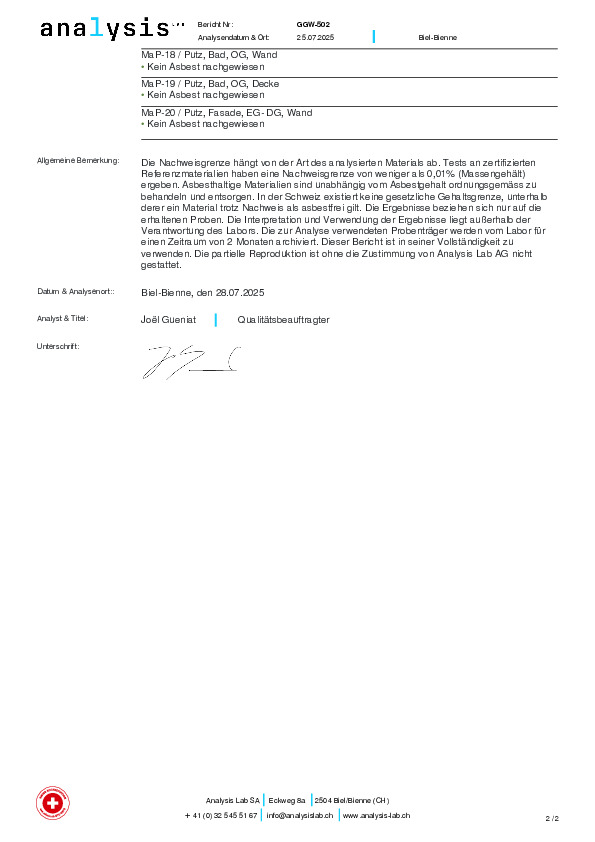 analysis
Bericht Nr: GGW-502
Analysendatum & Ort: 25.07.2025 Biel-Bienne
MaP-18 / Putz, Bad, OG, Wand
• Kein Asbest nachgewiesen
MaP-19 / Putz, Bad, OG, Decke
• Kein Asbest nachgewiesen
MaP-20 / Putz, Fasade, EG- DG, Wand
• Kein Asbest nachgewiesen
Allgemeine Bemerkung: Die Nachweisgrenze hängt von der Art des analysierten Materials ab. Tests an zertifizierten
Referenzmaterialien haben eine Nachweisgrenze von weniger als 0,01% (Massengehält)
ergeben. Asbesthaltige Materialien sind unabhängig vom Asbestgehalt ordnungsgemäss zu
behandeln und entsorgen. In der Schweiz existiert keine gesetzliche Gehaltsgrenze, unterhalb
derer ein Material trotz Nachweis als asbestfrei gilt. Die Ergebnisse beziehen sich nur auf die
erhaltenen Proben. Die Interpretation und Verwendung der Ergebnisse liegt außerhalb der
Verantwortung des Labors. Die zur Analyse verwendeten Probenträger werden vom Labor für
einen Zeitraum von 2 Monaten archiviert. Dieser Bericht ist in seiner Vollständigkeit zu
verwenden. Die partielle Reproduktion ist ohne die Zustimmung von Analysis Lab AG nicht
gestattet.
Datum & Analysenort:: Biel-Bienne, den 28.07.2025
Analyst & Titel: Joël Gueniat Qualitätsbeauftragter
Unterschrift:
Analysis Lab SA Eckweg 8a 2504 Biel/Bienne (CH)
+ 41 (0) 32 545 51 67 info@analysislab.ch www.analysis-lab.ch
2 / 2